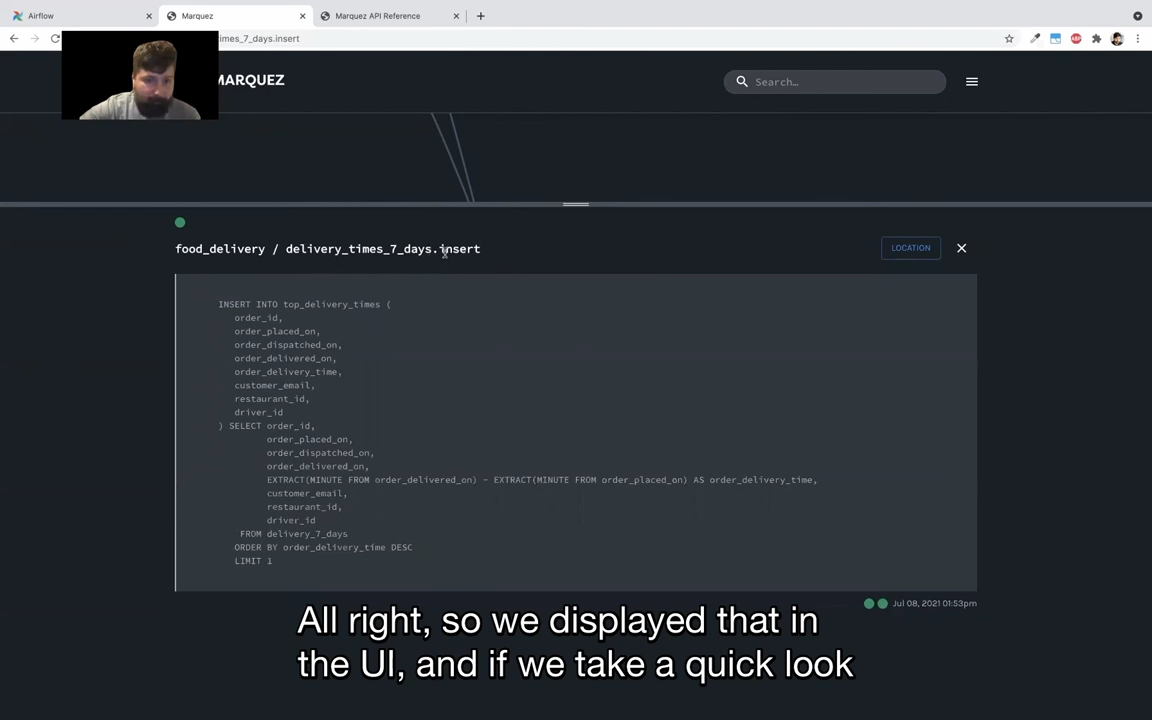 Airflow
Marquez
Marquez API Reference
times_7_days.insert
MARQUEZ
Search...
food_delivery / delivery_times_7_days.insert
LOCATION
INSERT INTO top_delivery_times (
order_id,
order_placed_on,
order_dispatched_on,
order_delivered_on,
order_delivery_time,
customer_email,
restaurant_id,
driver_id
) SELECT order_id,
order_placed_on,
order_dispatched_on,
order_delivered_on,
EXTRACT(MINUTE FROM order_delivered_on) - EXTRACT(MINUTE FROM order_placed_on) AS order_delivery_time,
customer_email,
restaurant_id,
driver_id
FROM delivery_7_days
ORDER BY order_delivery_time DESC
LIMIT 1
Jul 08, 2021 01:53pm
All right, so we displayed that in
the UI, and if we take a quick look